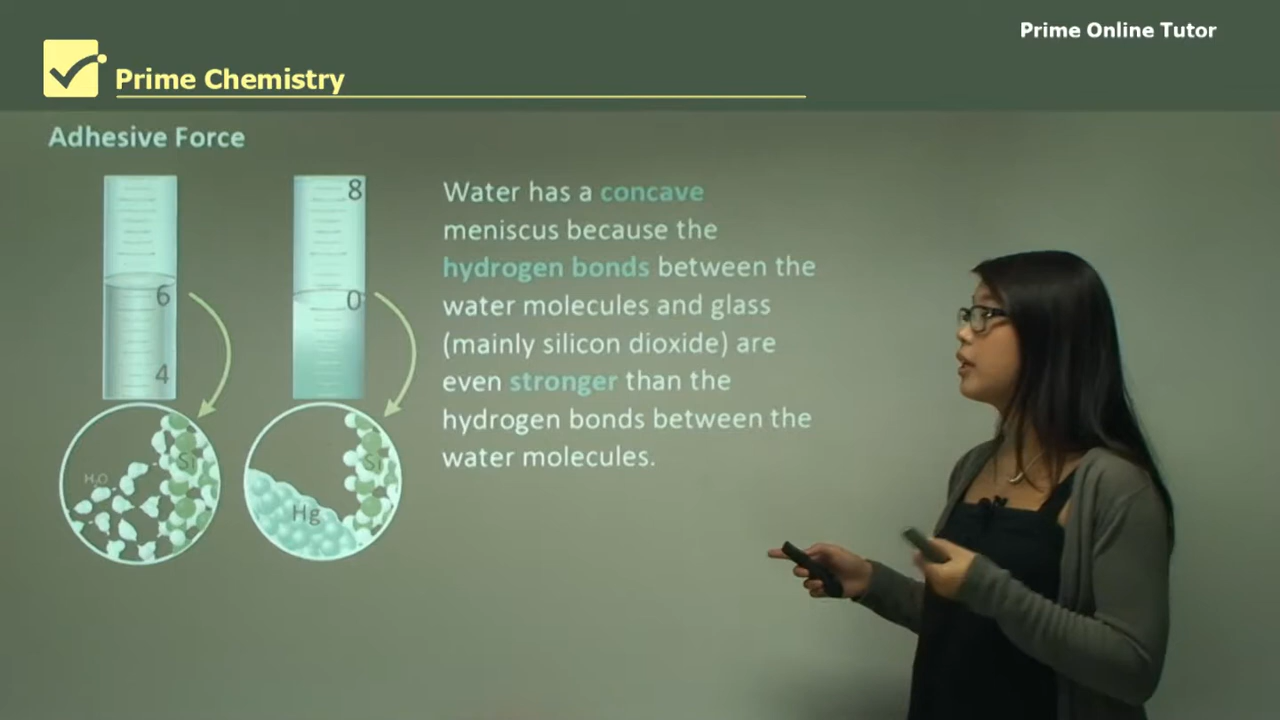 Prime Online Tutor
Prime Chemistry
Adhesive Force
8
6
0
4
Water has a concave
meniscus because the
hydrogen bonds between the
water molecules and glass
(mainly silicon dioxide) are
even stronger than the
hydrogen bonds between the
water molecules.
Si
H₂O
Si
Hg